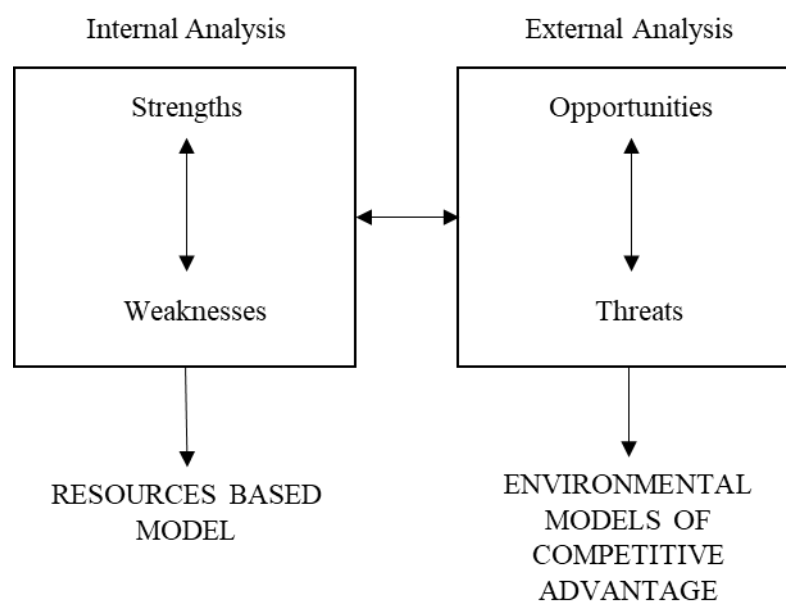 Internal Analysis
Strengths
Weaknesses
RESOURCES BASED
MODEL
External Analysis
Opportunities
Threats
ENVIRONMENTAL
MODELS OF
COMPETITIVE
ADVANTAGE